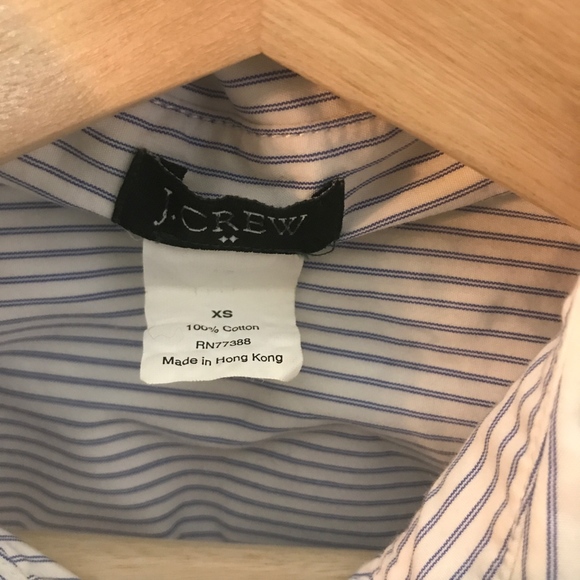 J.CREW
XS
100% Cotton
RN77388
Made in Hong Kong